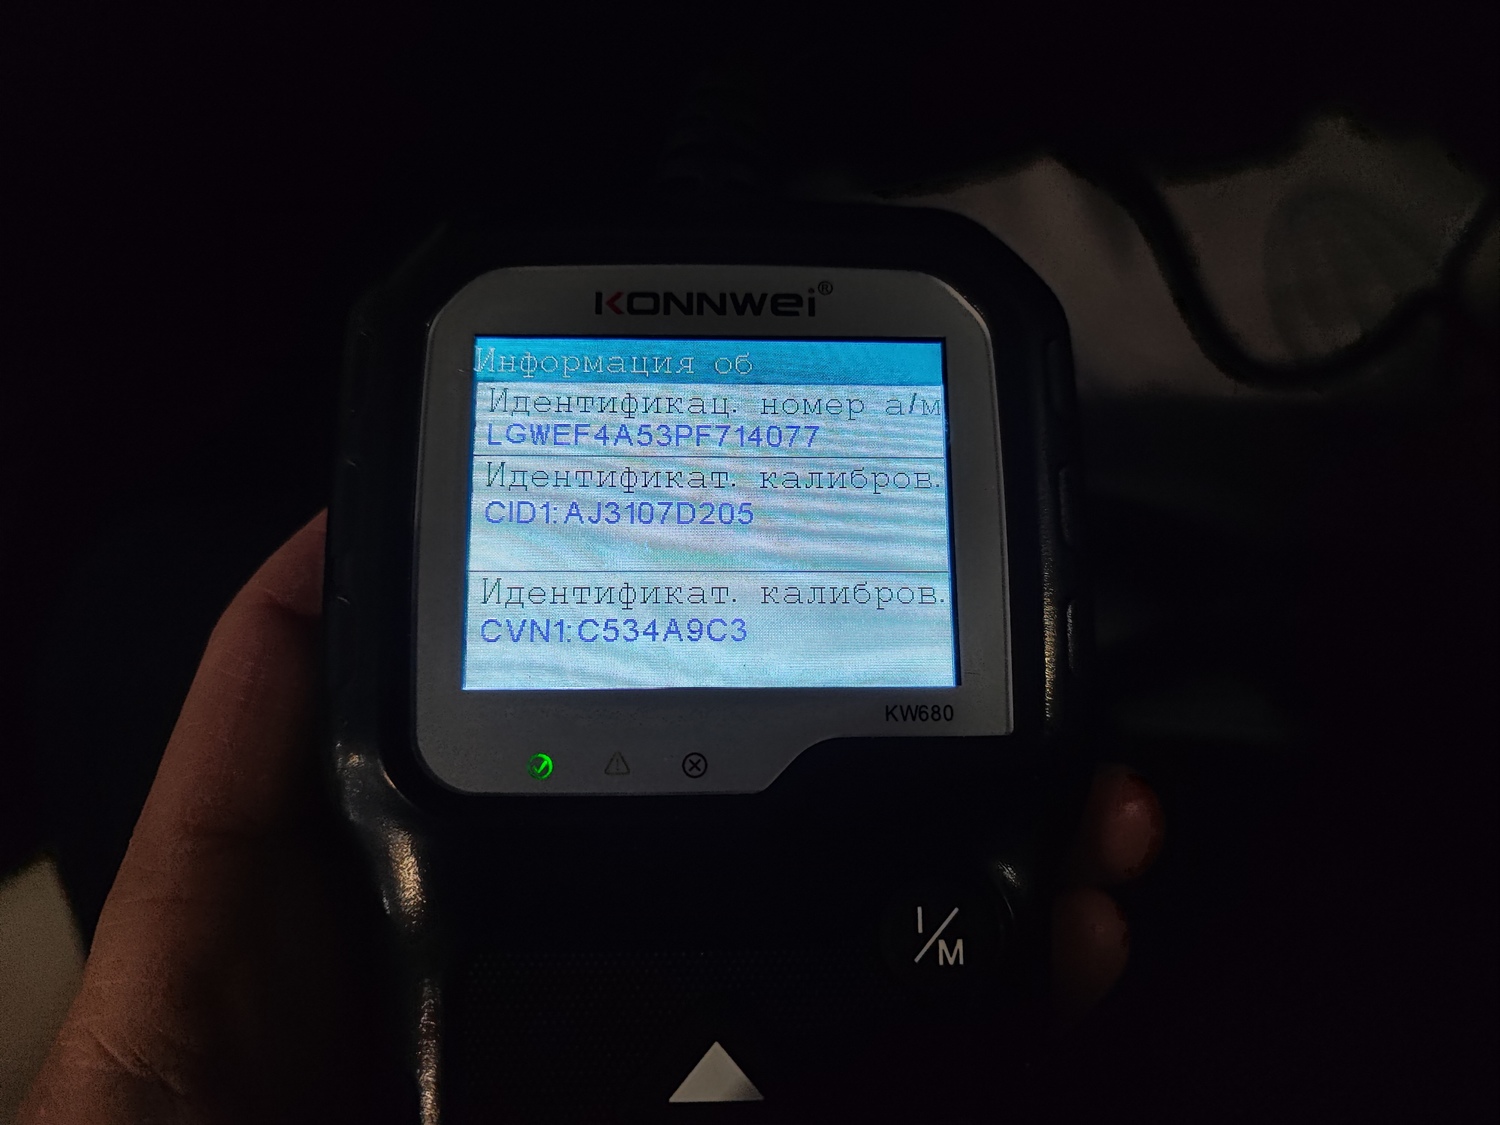 KONNWEI®
Информация об
Идентификац. номер а/м
LGWEF4A53PF714077
Идентификат. калибров.
CID1:AJ3107D205
Идентификат. калибров.
CVN1:C534A9C3
KW680
I/M